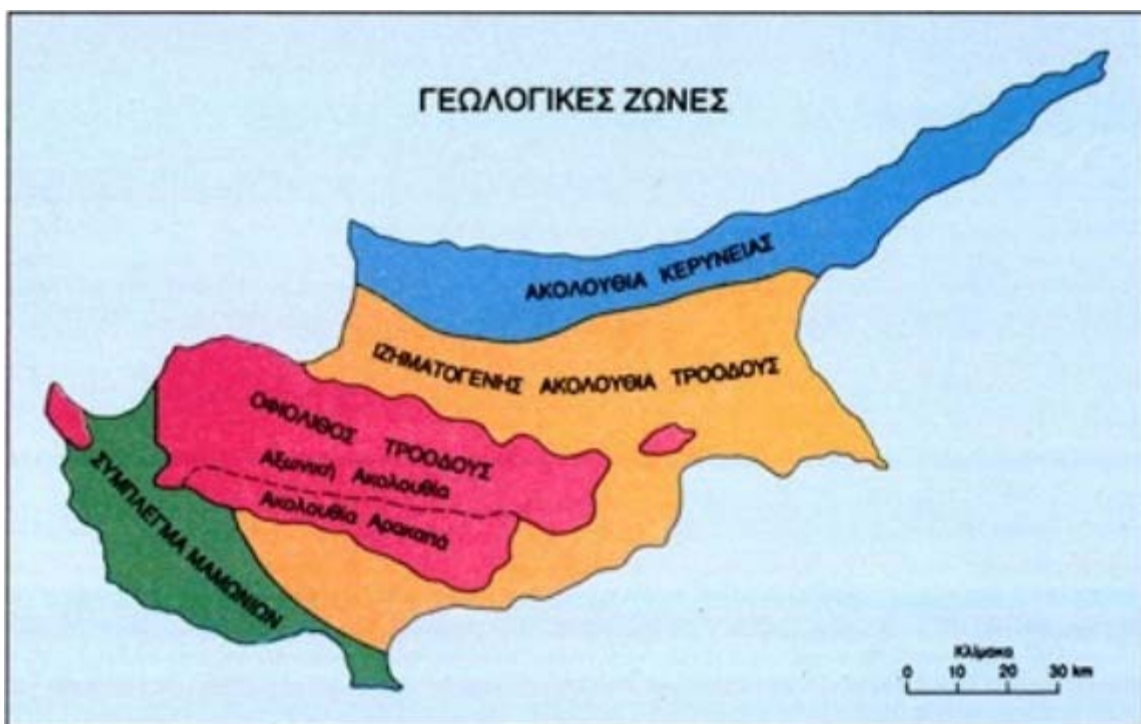 ΓΕΩΛΟΓΙΚΕΣ ΖΩΝΕΣ
ΑΚΟΛΟΥΘΙΑ ΚΕΡΥΝΕΙΑΣ
ΙΖΗΜΑΤΟΓΕΝΗΣ ΑΚΟΛΟΥΘΙΑ ΤΡΟΟΔΟΥΣ
ΟΦΙΟΛΙΘΟΣ ΤΡΟΟΔΟΥΣ
Αξωνική Ακολουθία
Ακολουθία Αρακαπά
ΣΥΜΠΛΕΓΜΑ ΜΑΜΩΝΙΩΝ
Κλίμακα
0 10 20 30 km